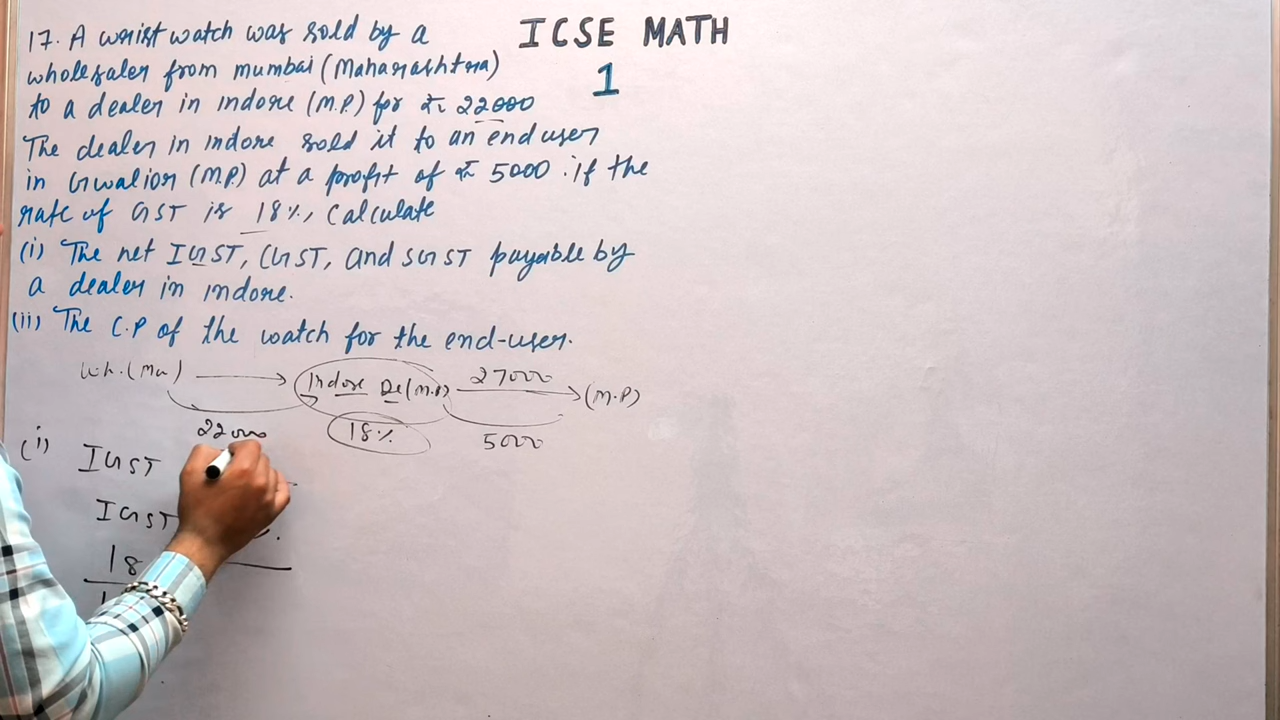 ICSE MATH
1
17. A wrist watch was sold by a
wholesaler from mumbai (Maharashtra)
to a dealer in indore (M.P.) for ₹ 22000
The dealer in indore sold it to an end user
in Gwalior (M.P.) at a profit of ₹ 5000 . if the
rate of GST is 18%, calculate
(i) The net IGST, CGST, and SGST payable by
a dealer in indore.
(ii) The C.P of the watch for the end-user.
Wh. (Ma) Indore De (M.P) 27000 (M.P)
22000 18% 5000
(i) IGST
IGST
18